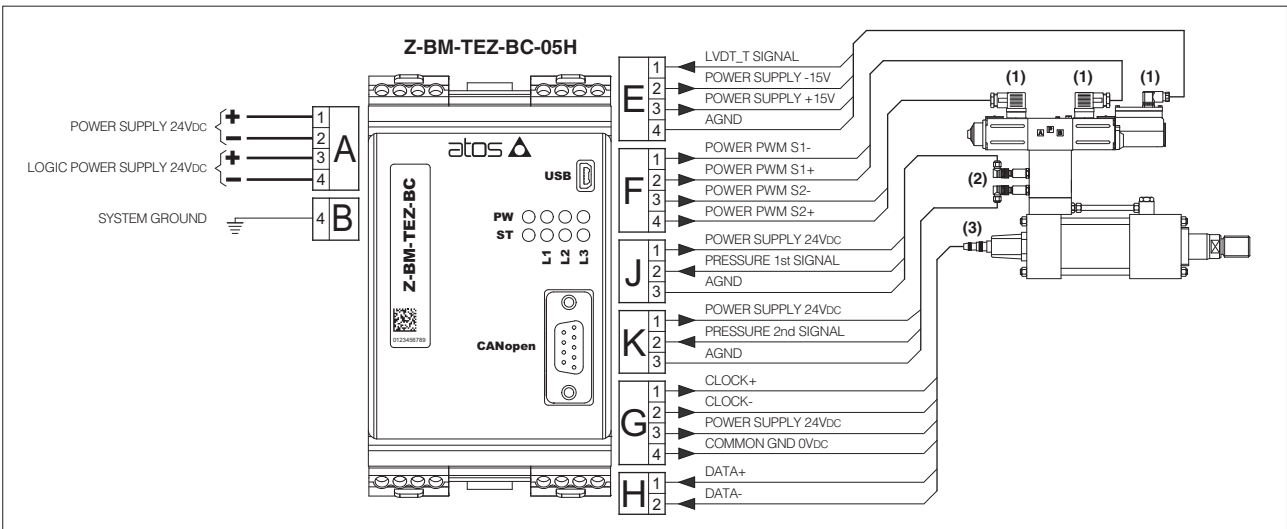 Z-BM-TEZ-BC-05H
POWER SUPPLY 24VDC
+ 1
- 2
LOGIC POWER SUPPLY 24VDC
+ 3
- 4
A
SYSTEM GROUND
4 B
atos
USB
Z-BM-TEZ-BC
0123456789
PW
ST
L1 L2 L3
CANopen
E
1 LVDT_T SIGNAL
2 POWER SUPPLY -15V
3 POWER SUPPLY +15V
4 AGND
F
1 POWER PWM S1-
2 POWER PWM S1+
3 POWER PWM S2-
4 POWER PWM S2+
J
1 POWER SUPPLY 24VDC
2 PRESSURE 1st SIGNAL
3 AGND
K
1 POWER SUPPLY 24VDC
2 PRESSURE 2nd SIGNAL
3 AGND
G
1 CLOCK+
2 CLOCK-
3 POWER SUPPLY 24VDC
4 COMMON GND 0VDC
H
1 DATA+
2 DATA-
(1) (1) (1)
A P B
(2)
(3)